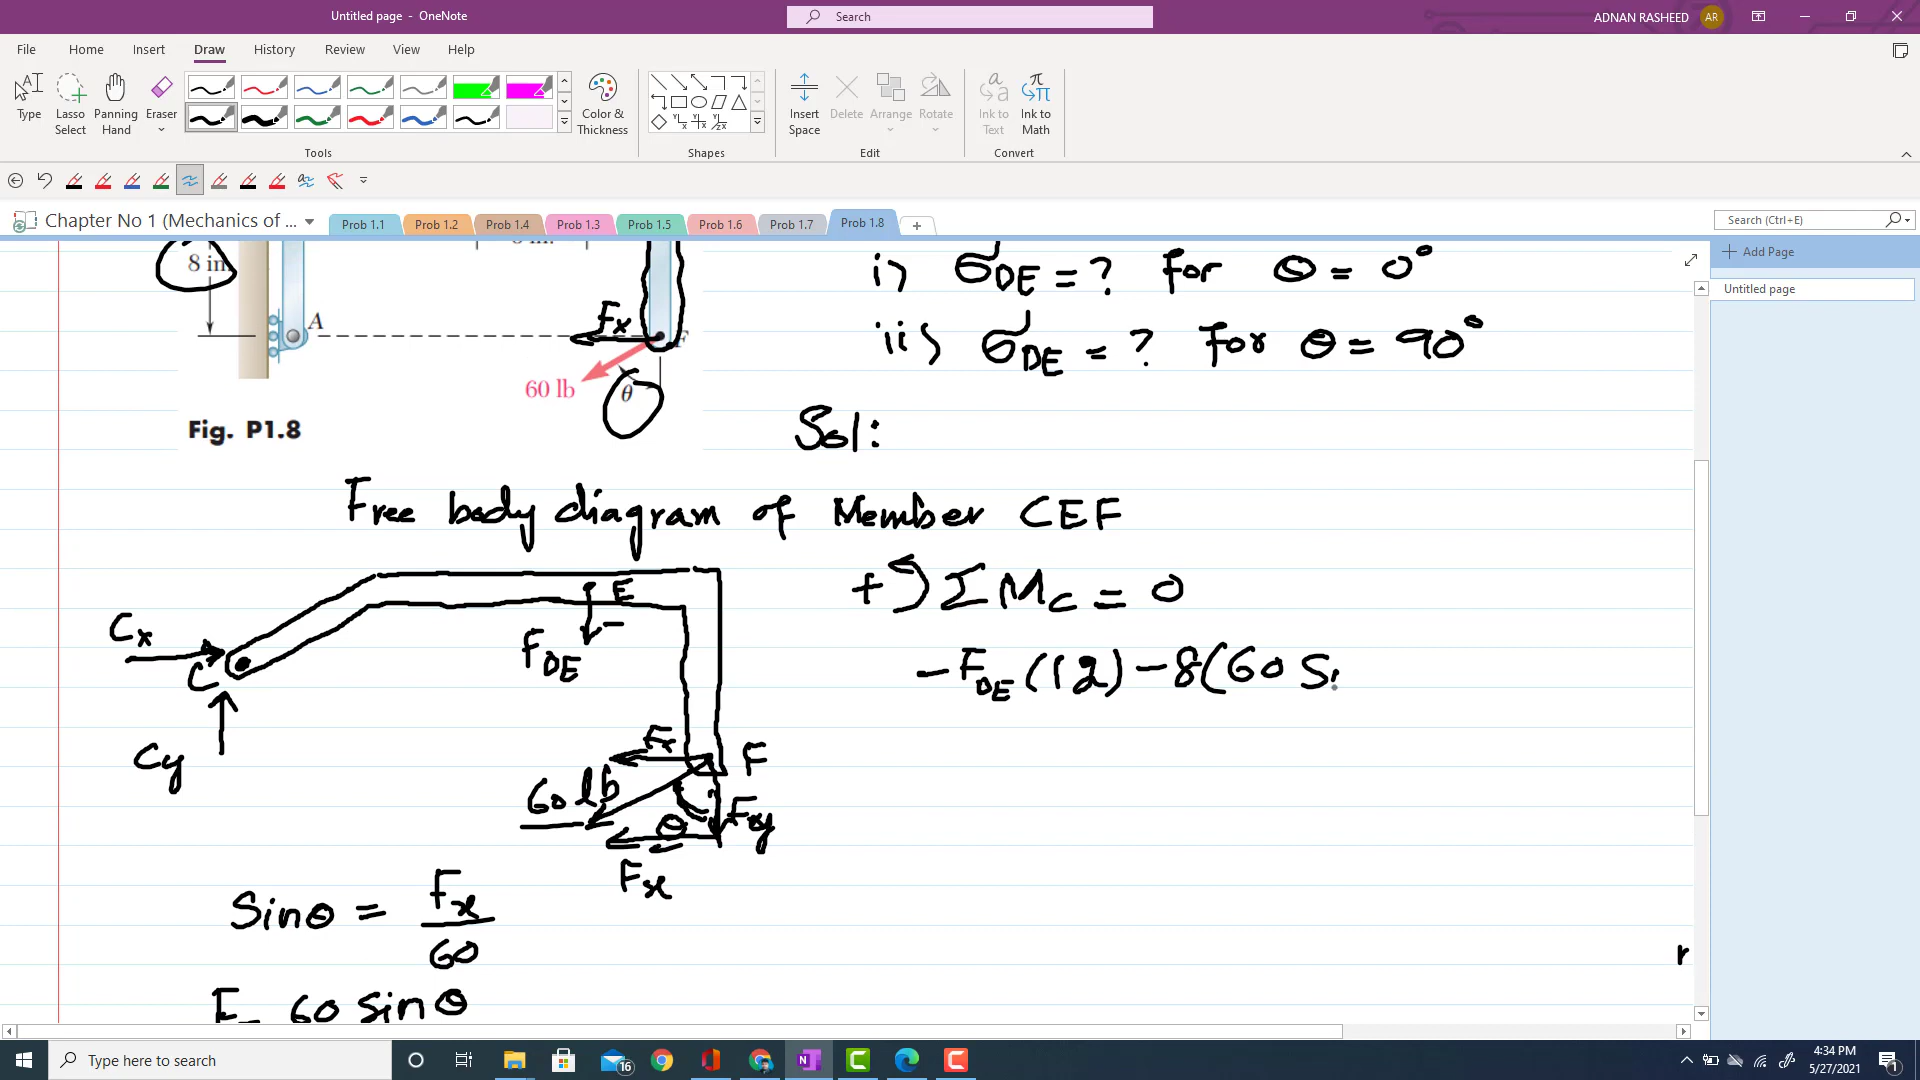 Untitled page - OneNote
Search
ADNAN RASHEED
AR
File Home Insert Draw History Review View Help
Type
Lasso Select
Panning Hand
Eraser
Color & Thickness
Insert Space
Delete
Arrange
Rotate
Ink to Text
Ink to Math
Tools
Shapes
Edit
Convert
Chapter No 1 (Mechanics of ...
Prob 1.1
Prob 1.2
Prob 1.4
Prob 1.3
Prob 1.5
Prob 1.6
Prob 1.7
Prob 1.8
Search (Ctrl+E)
Add Page
Untitled page
8 in.
A
Fx
F
60 lb
θ
Fig. P1.8
i) σDE = ? for θ = 0°
ii) σDE = ? for θ = 90°
Sol:
Free body diagram of Member CEF
+ Σ MC = 0
-FDE (12) - 8(60 Si
Cx
C
Cy
E
FDE
Fx
F
60 lb
θ
Fx
Sinθ = Fx
60
60 sinθ
r
Type here to search
16
4:34 PM
5/27/2021
1